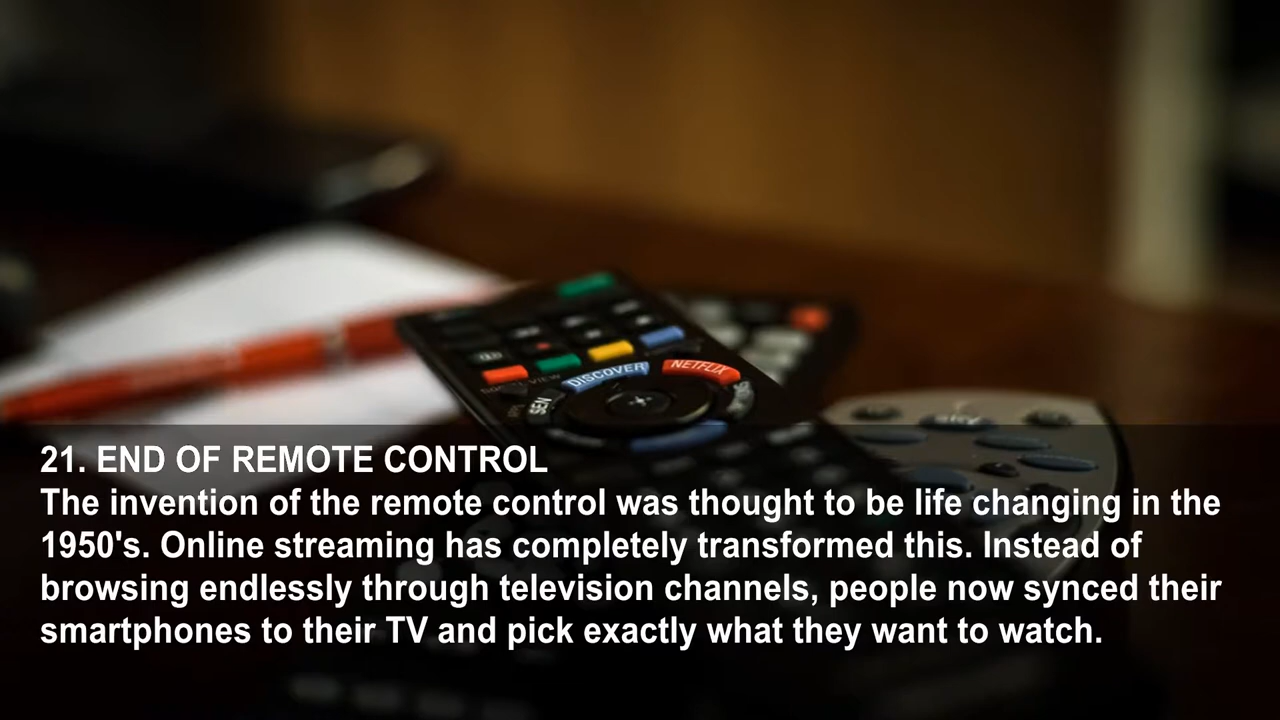 DISCOVER
NETFLIX
SEN
sky
21. END OF REMOTE CONTROL
The invention of the remote control was thought to be life changing in the
1950's. Online streaming has completely transformed this. Instead of
browsing endlessly through television channels, people now synced their
smartphones to their TV and pick exactly what they want to watch.